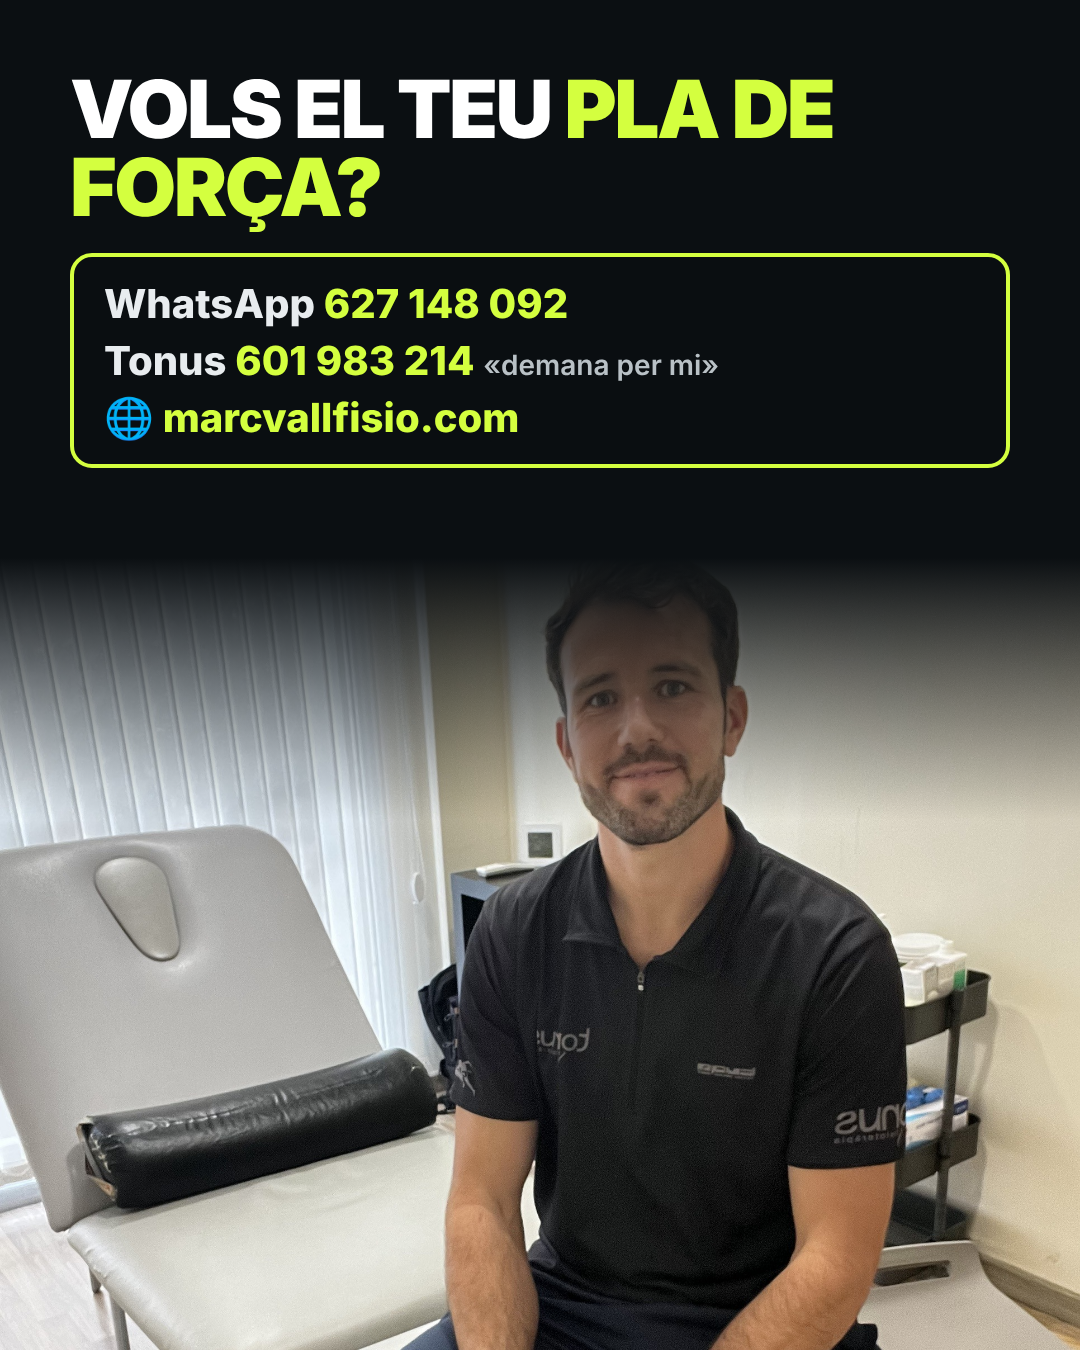 VOLS EL TEU PLA DE
FORÇA?
WhatsApp 627 148 092
Tonus 601 983 214 «demana per mi»
🌐 marcvallfisio.com
tonus